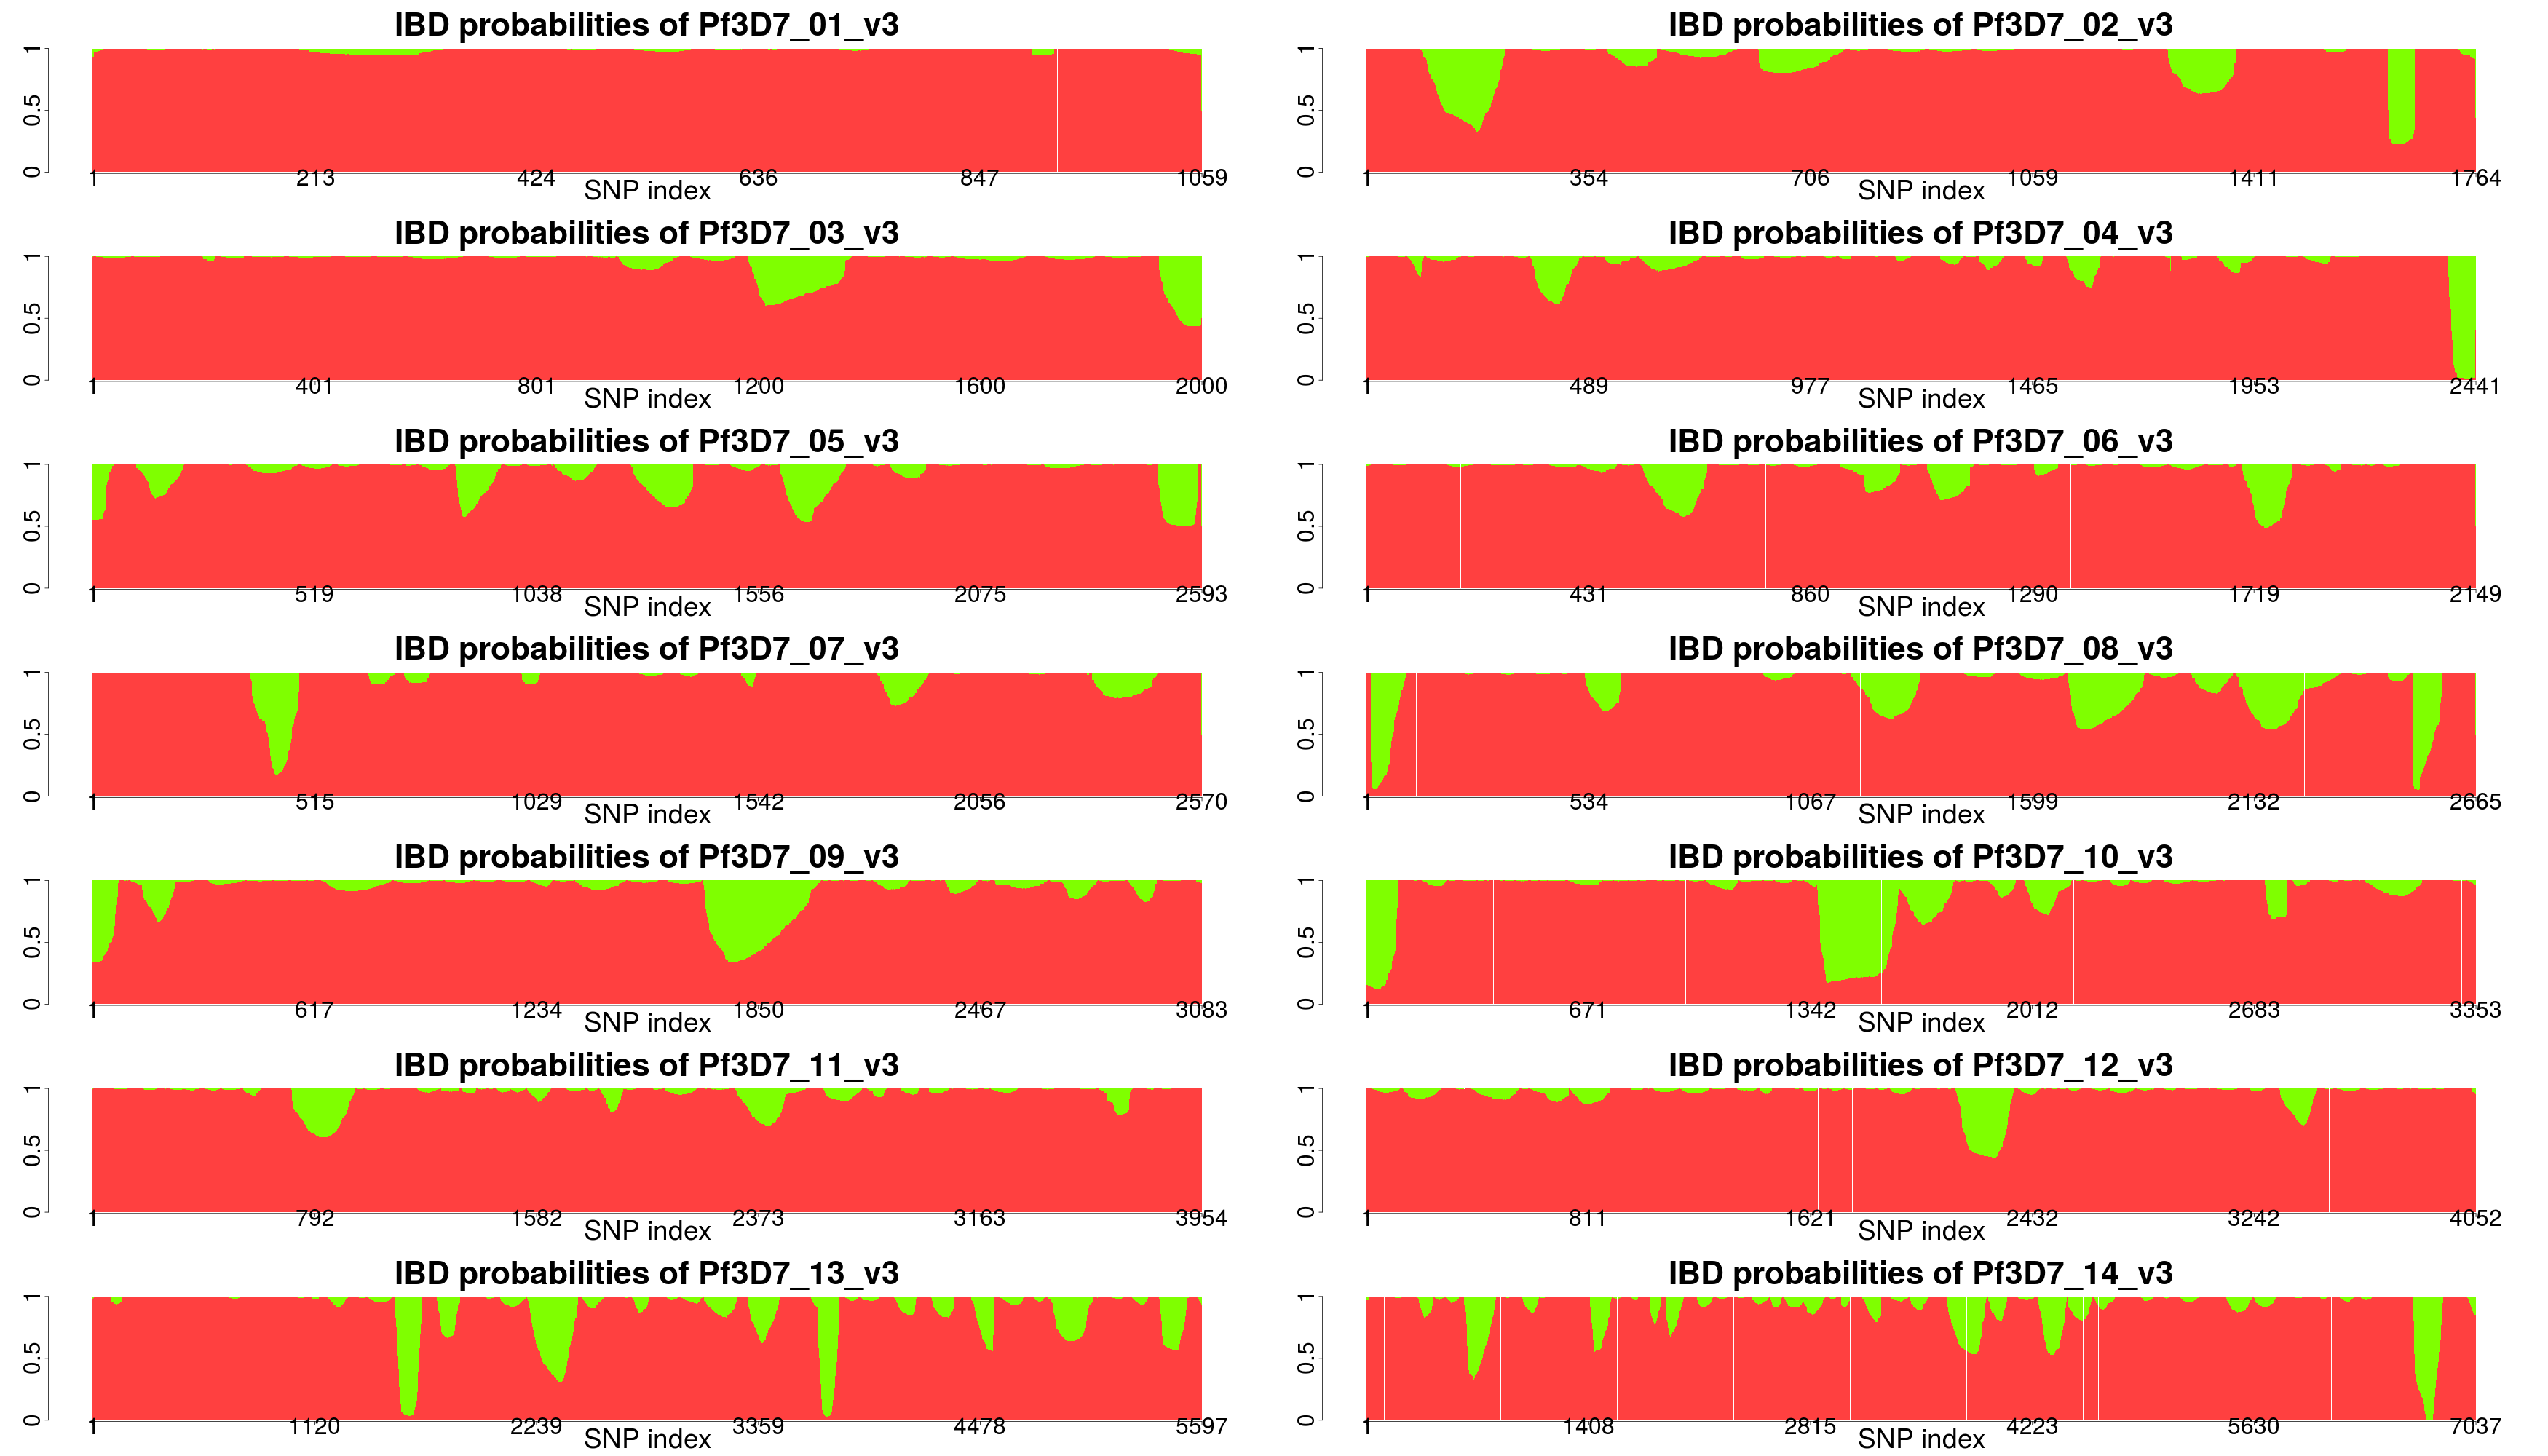 IBD probabilities of Pf3D7_01_v3
0 0.5 1
1 213 424 636 847 1059
SNP index
IBD probabilities of Pf3D7_02_v3
0 0.5 1
1 354 706 1059 1411 1764
SNP index
IBD probabilities of Pf3D7_03_v3
0 0.5 1
1 401 801 1200 1600 2000
SNP index
IBD probabilities of Pf3D7_04_v3
0 0.5 1
1 489 977 1465 1953 2441
SNP index
IBD probabilities of Pf3D7_05_v3
0 0.5 1
1 519 1038 1556 2075 2593
SNP index
IBD probabilities of Pf3D7_06_v3
0 0.5 1
1 431 860 1290 1719 2149
SNP index
IBD probabilities of Pf3D7_07_v3
0 0.5 1
1 515 1029 1542 2056 2570
SNP index
IBD probabilities of Pf3D7_08_v3
0 0.5 1
1 534 1067 1599 2132 2665
SNP index
IBD probabilities of Pf3D7_09_v3
0 0.5 1
1 617 1234 1850 2467 3083
SNP index
IBD probabilities of Pf3D7_10_v3
0 0.5 1
1 671 1342 2012 2683 3353
SNP index
IBD probabilities of Pf3D7_11_v3
0 0.5 1
1 792 1582 2373 3163 3954
SNP index
IBD probabilities of Pf3D7_12_v3
0 0.5 1
1 811 1621 2432 3242 4052
SNP index
IBD probabilities of Pf3D7_13_v3
0 0.5 1
1 1120 2239 3359 4478 5597
SNP index
IBD probabilities of Pf3D7_14_v3
0 0.5 1
1 1408 2815 4223 5630 7037
SNP index